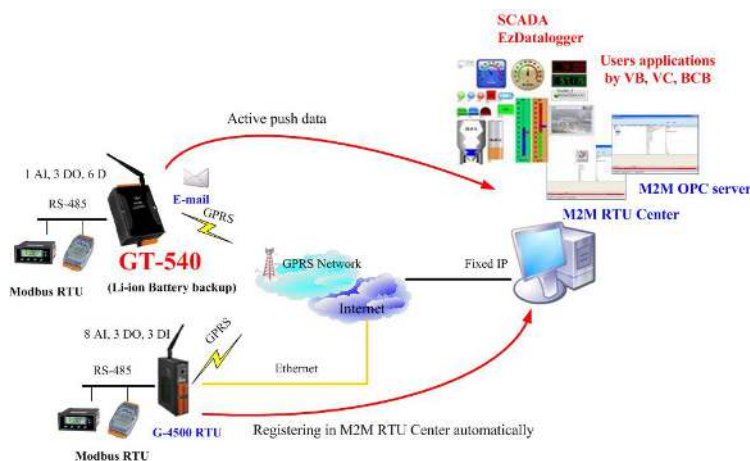 SCADA
EzDatalogger
Users applications
by VB, VC, BCB
Active push data
1 AI, 3 DO, 6 D
E-mail
RS-485
GPRS
M2M OPC server
M2M RTU Center
GT-540
(Li-ion Battery backup)
Modbus RTU
GPRS Network
Fixed IP
Internet
8 AI, 3 DO, 3 DI
GPRS
Ethernet
RS-485
G-4500 RTU
Registering in M2M RTU Center automatically
Modbus RTU